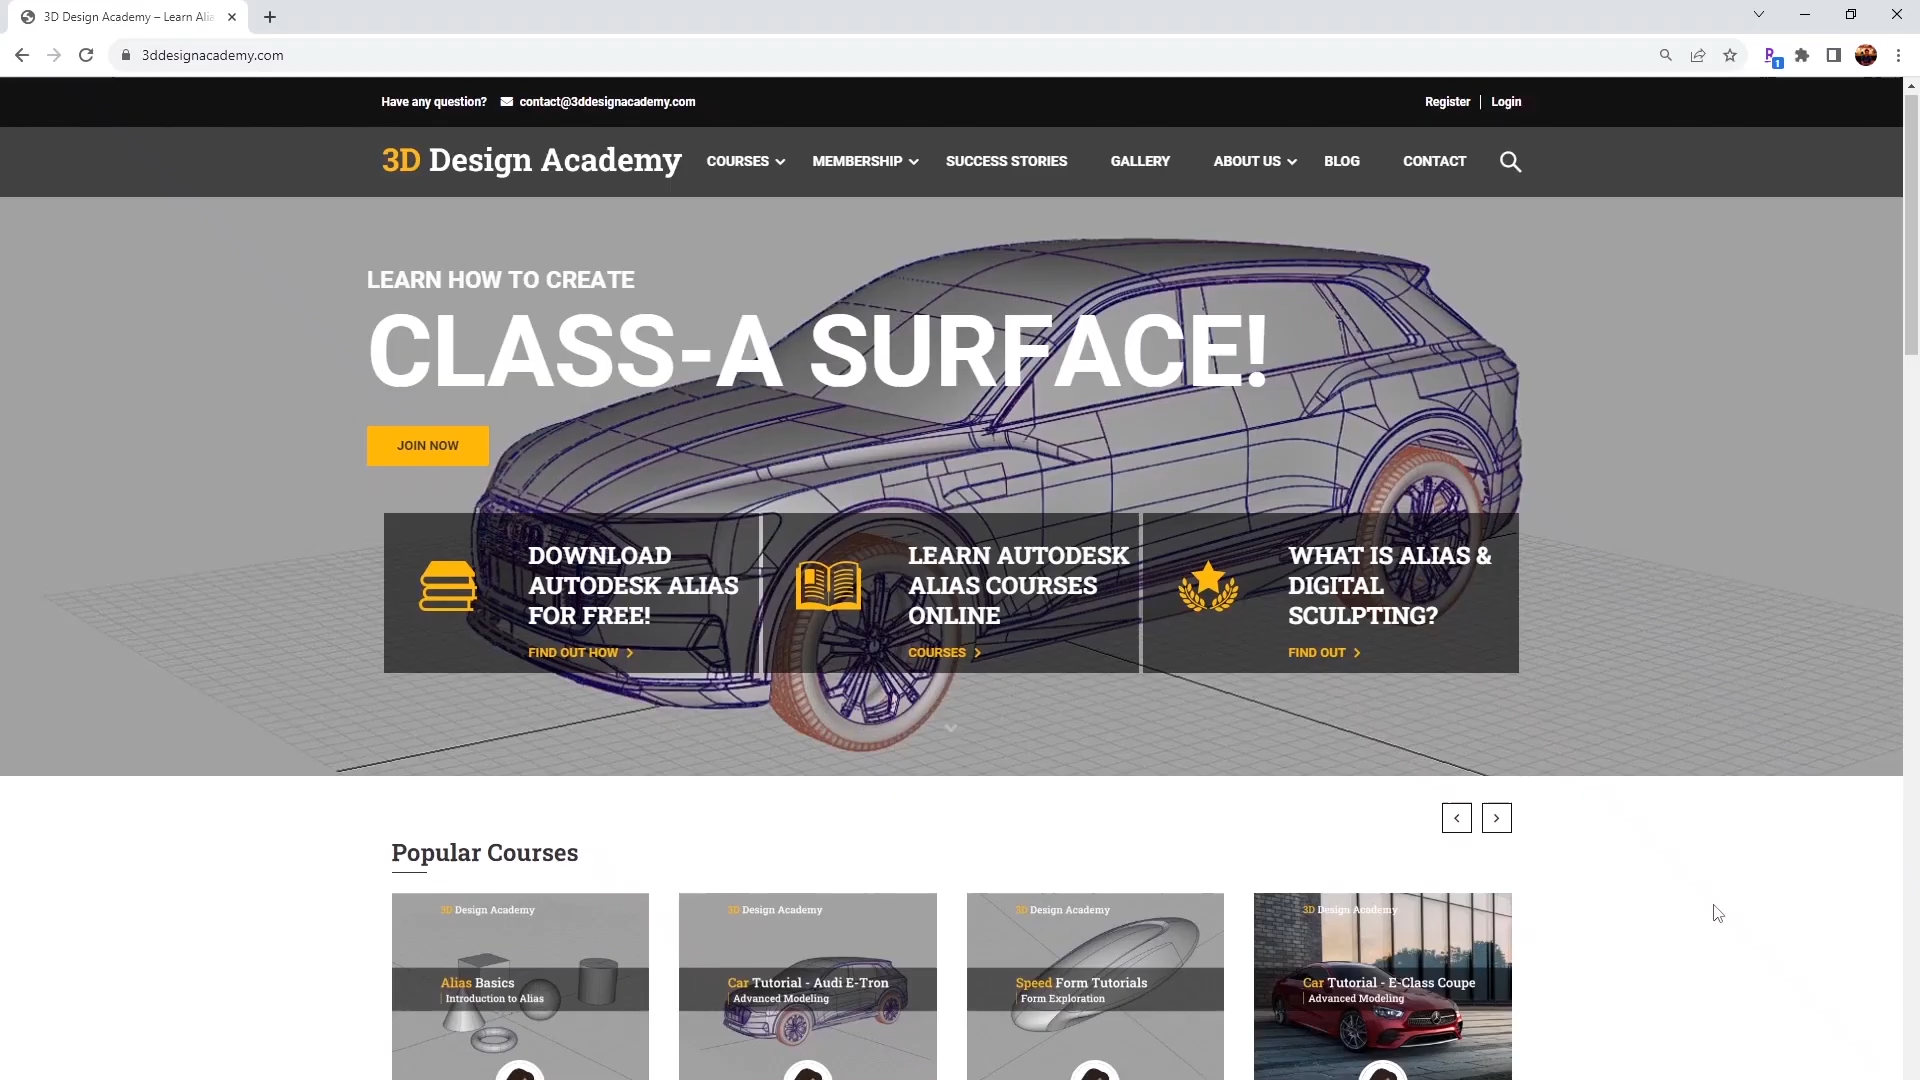 3D Design Academy – Learn Alia
3ddesignacademy.com
1
Have any question? contact@3ddesignacademy.com
Register | Login
3D Design Academy
COURSES MEMBERSHIP SUCCESS STORIES GALLERY ABOUT US BLOG CONTACT
LEARN HOW TO CREATE
CLASS-A SURFACE!
JOIN NOW
DOWNLOAD
AUTODESK ALIAS
FOR FREE!
FIND OUT HOW
LEARN AUTODESK
ALIAS COURSES
ONLINE
COURSES
WHAT IS ALIAS &
DIGITAL
SCULPTING?
FIND OUT
Popular Courses
3D Design Academy
Alias Basics
Introduction to Alias
3D Design Academy
Car Tutorial - Audi E-Tron
Advanced Modeling
3D Design Academy
Speed Form Tutorials
Form Exploration
3D Design Academy
Car Tutorial - E-Class Coupe
Advanced Modeling